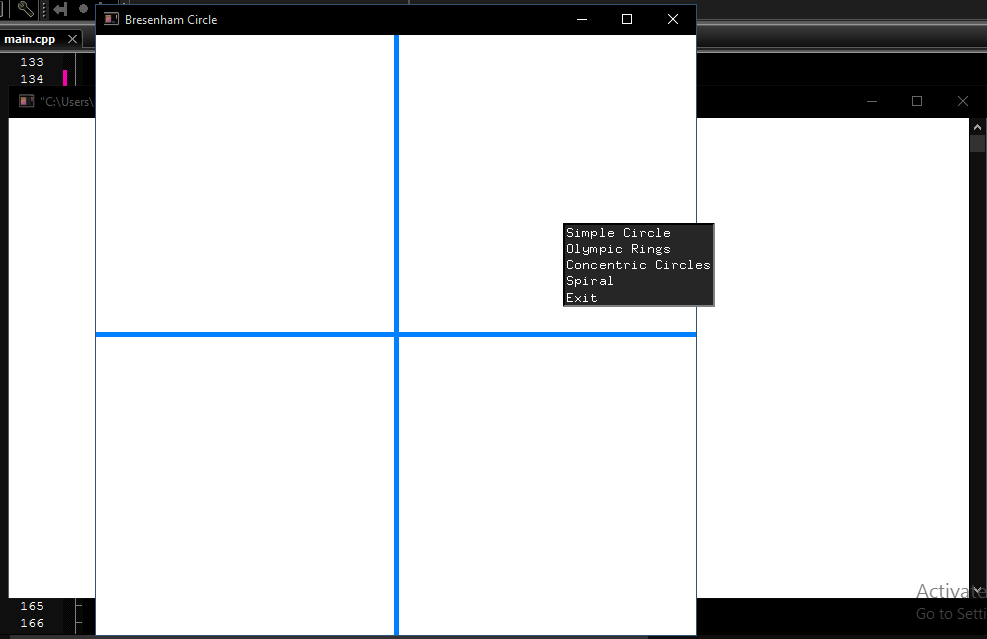 Bresenham Circle
main.cpp
133
134
"C:\Users\
Simple Circle
Olympic Rings
Concentric Circles
Spiral
Exit
165
166
Activate
Go to Setti